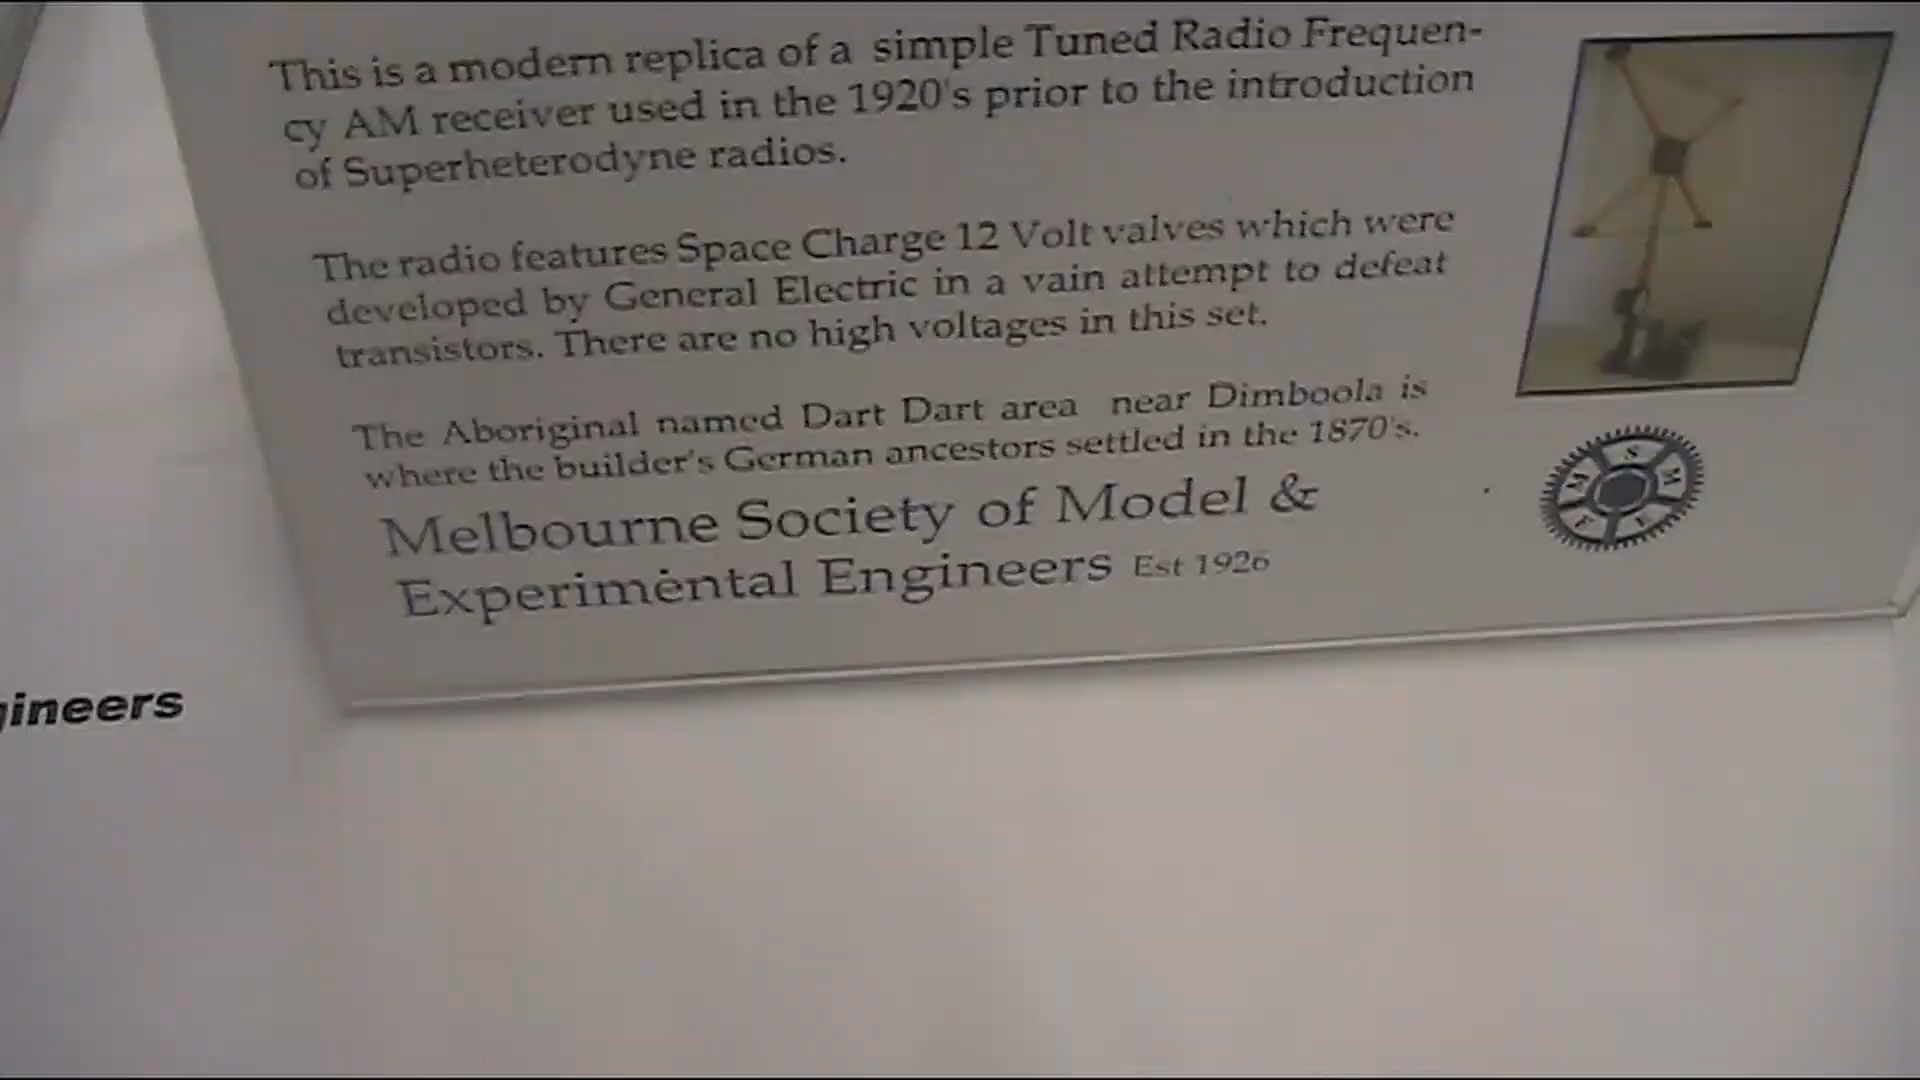 This is a modern replica of a simple Tuned Radio Frequen-
cy AM receiver used in the 1920's prior to the introduction
of Superheterodyne radios.
The radio features Space Charge 12 Volt valves which were
developed by General Electric in a vain attempt to defeat
transistors. There are no high voltages in this set.
The Aboriginal named Dart Dart area near Dimboola is
where the builder's German ancestors settled in the 1870's.
Melbourne Society of Model &
Experimental Engineers Est 1926
M S M E E
gineers